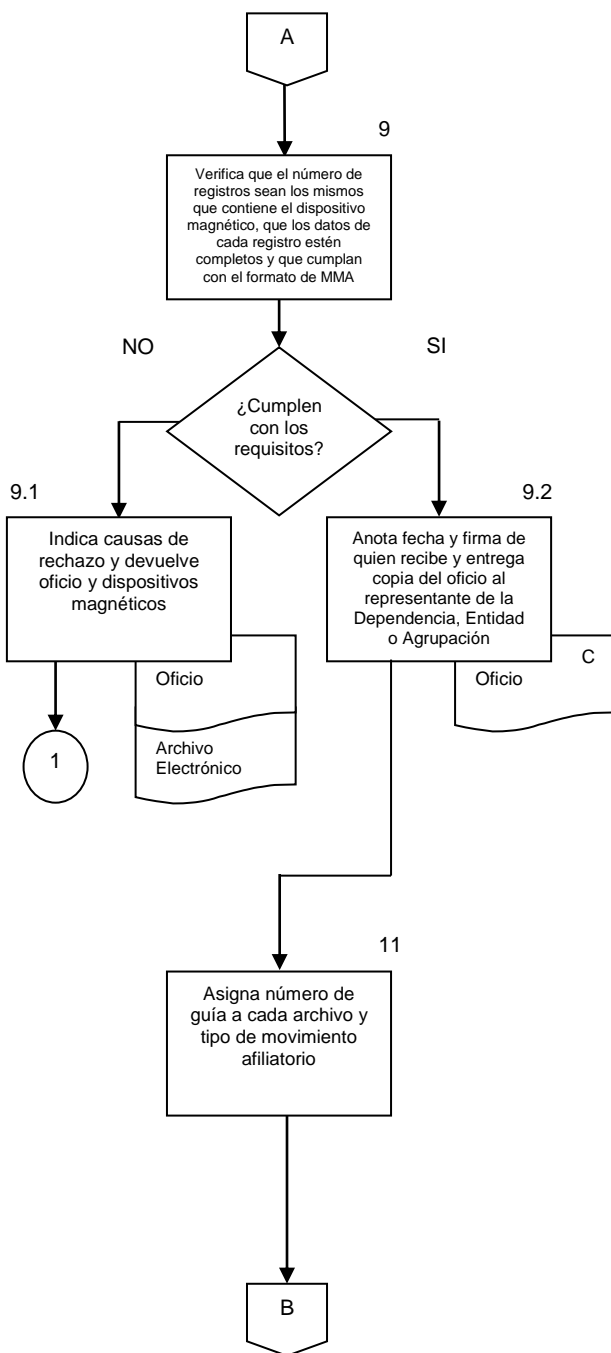 A
9
Verifica que el número de
registros sean los mismos
que contiene el dispositivo
magnético, que los datos de
cada registro estén
completos y que cumplan
con el formato de MMA
NO
SI
¿Cumplen
con los
requisitos?
9.1
Indica causas de
rechazo y devuelve
oficio y dispositivos
magnéticos
Oficio
Archivo
Electrónico
1
9.2
Anota fecha y firma de
quien recibe y entrega
copia del oficio al
representante de la
Dependencia, Entidad
o Agrupación
C
Oficio
11
Asigna número de
guía a cada archivo y
tipo de movimiento
afiliatorio
B